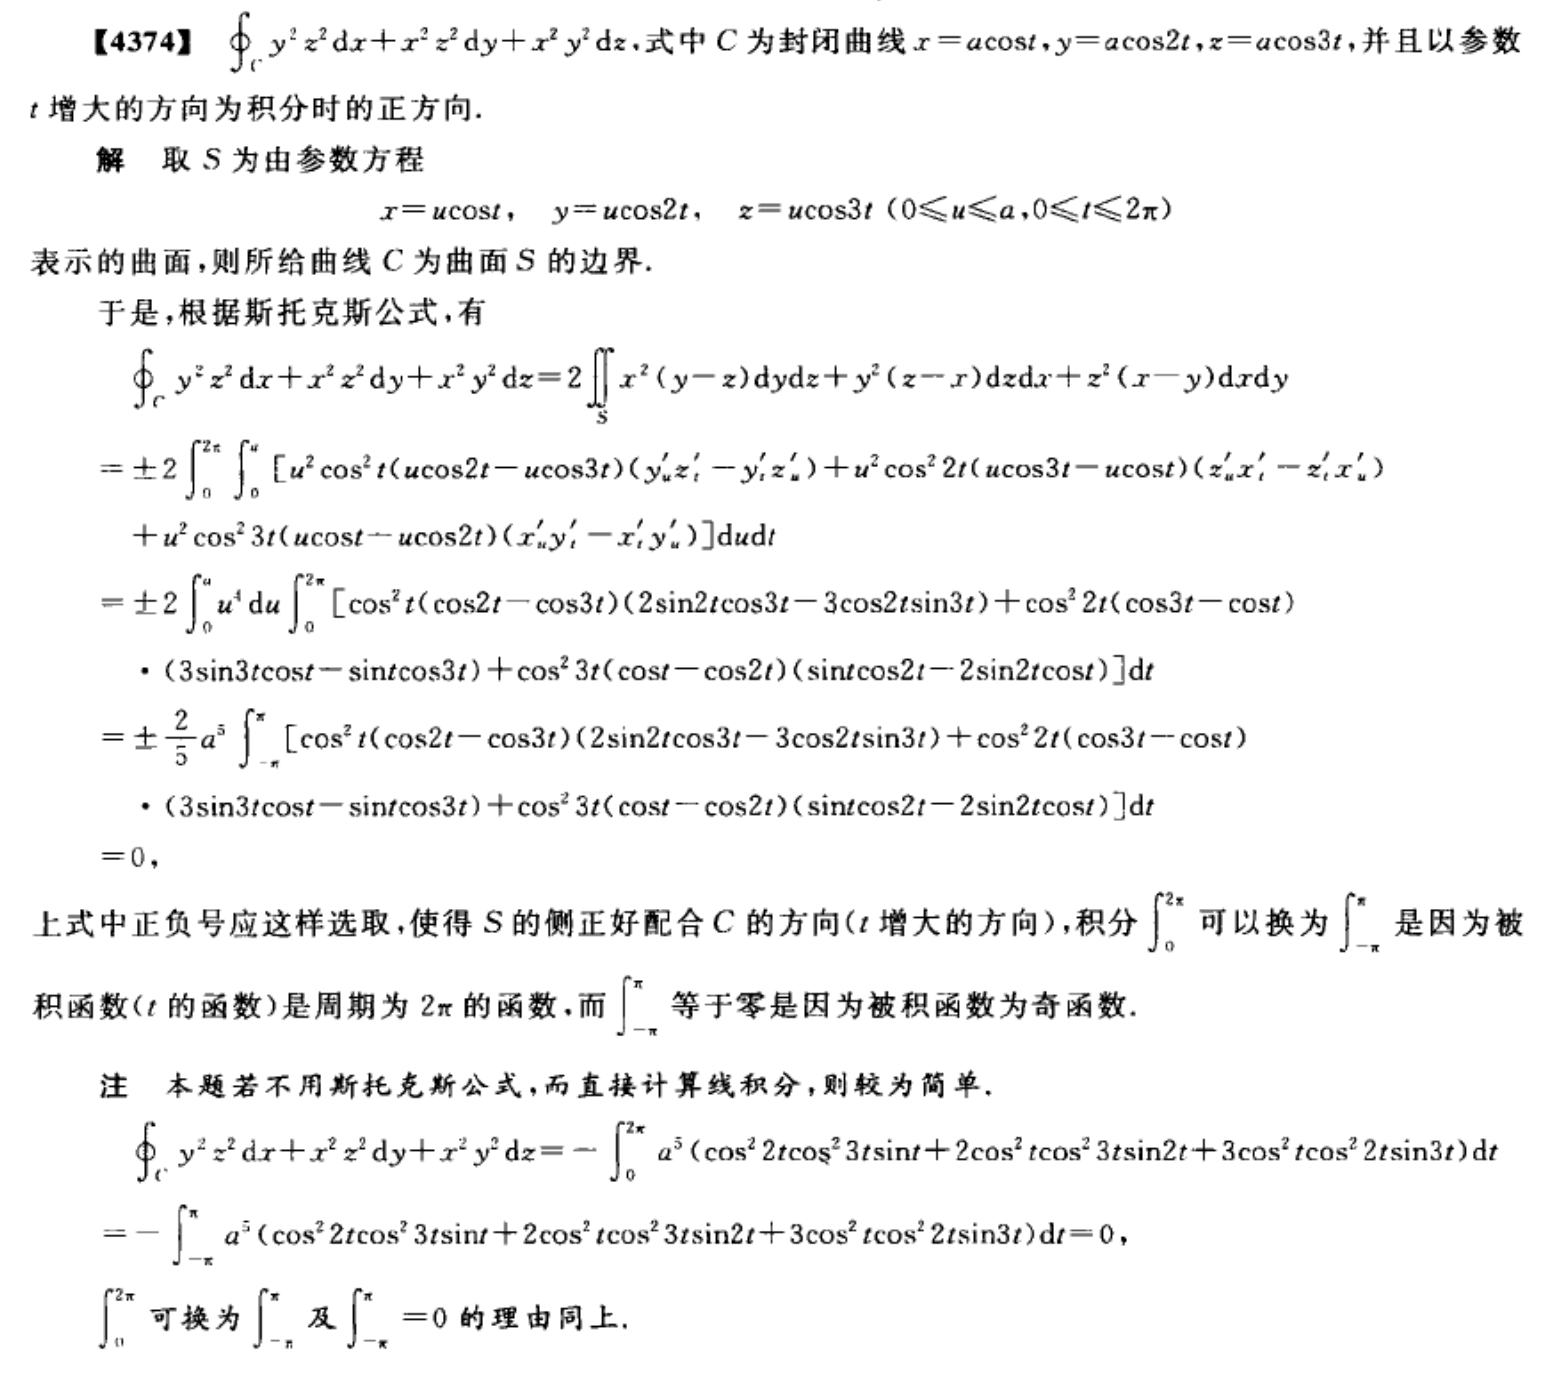 【4374】 ∮_C y²z²dx+x²z²dy+x²y²dz,式中 C 为封闭曲线 x=acost,y=acos2t,z=acos3t,并且以参数
t 增大的方向为积分时的正方向.
解 取 S 为由参数方程
x=ucost, y=ucos2t, z=ucos3t (0≤u≤a,0≤t≤2π)
表示的曲面,则所给曲线 C 为曲面 S 的边界.
于是,根据斯托克斯公式,有
∮_C y²z²dx+x²z²dy+x²y²dz=2∬_S x²(y−z)dydz+y²(z−x)dzdx+z²(x−y)dxdy
=±2∫_0^{2π}∫_0^a [u²cos²t(ucos2t−ucos3t)(y′_u z′_t−y′_t z′_u)+u²cos²2t(ucos3t−ucost)(z′_u x′_t−z′_t x′_u)
+u²cos²3t(ucost−ucos2t)(x′_u y′_t−x′_t y′_u)]dudt
=±2∫_0^a u⁴du∫_0^{2π}[cos²t(cos2t−cos3t)(2sin2tcos3t−3cos2tsin3t)+cos²2t(cos3t−cost)
·(3sin3tcost−sintcos3t)+cos²3t(cost−cos2t)(sintcos2t−2sin2tcost)]dt
=±2/5 a⁵∫_{−π}^{π}[cos²t(cos2t−cos3t)(2sin2tcos3t−3cos2tsin3t)+cos²2t(cos3t−cost)
·(3sin3tcost−sintcos3t)+cos²3t(cost−cos2t)(sintcos2t−2sin2tcost)]dt
=0,
上式中正负号应这样选取,使得 S 的侧正好配合 C 的方向(t 增大的方向),积分∫_0^{2π}可以换为∫_{−π}^{π}是因为被
积函数(t 的函数)是周期为 2π 的函数,而∫_{−π}^{π}等于零是因为被积函数为奇函数.
注 本题若不用斯托克斯公式,而直接计算线积分,则较为简单.
∮_C y²z²dx+x²z²dy+x²y²dz=−∫_0^{2π} a⁵(cos²2tcos²3tsint+2cos²tcos²3tsin2t+3cos²tcos²2tsin3t)dt
=−∫_{−π}^{π} a⁵(cos²2tcos²3tsint+2cos²tcos²3tsin2t+3cos²tcos²2tsin3t)dt=0,
∫_0^{2π}可换为∫_{−π}^{π}及∫_{−π}^{π}=0 的理由同上.